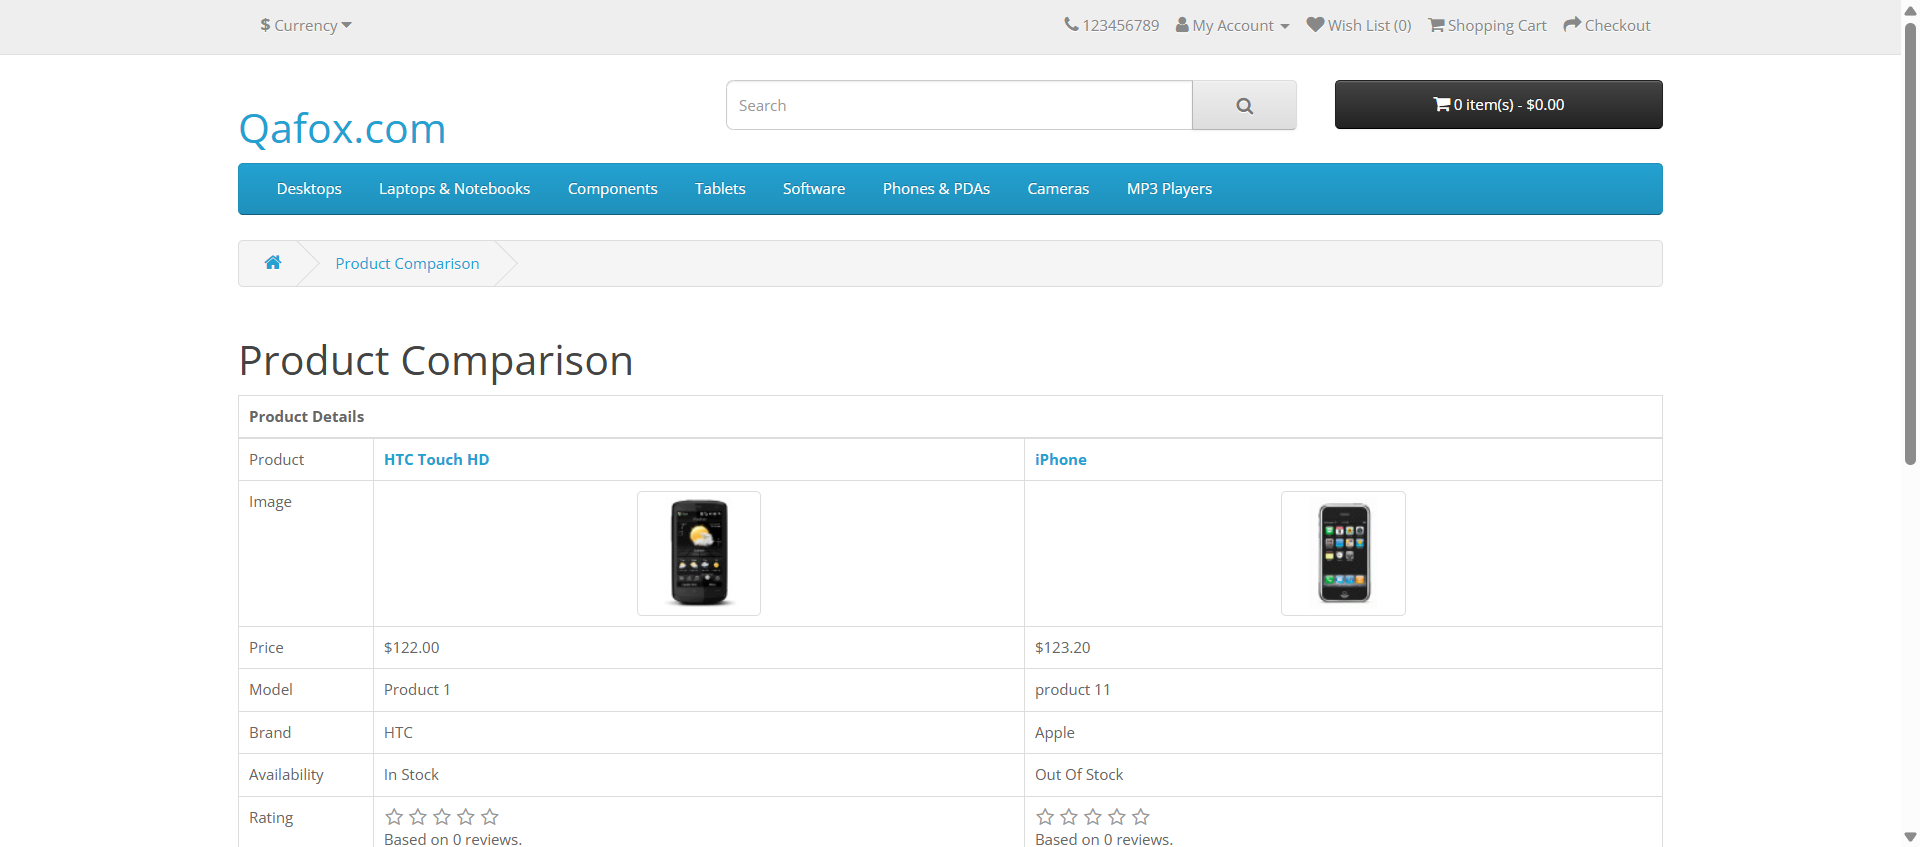 $ Currency
123456789 My Account Wish List (0) Shopping Cart Checkout
Qafox.com
Search
0 item(s) - $0.00
Desktops Laptops & Notebooks Components Tablets Software Phones & PDAs Cameras MP3 Players
Product Comparison
Product Comparison
Product Details
Product HTC Touch HD iPhone
Image
Price $122.00 $123.20
Model Product 1 product 11
Brand HTC Apple
Availability In Stock Out Of Stock
Rating
Based on 0 reviews. Based on 0 reviews.